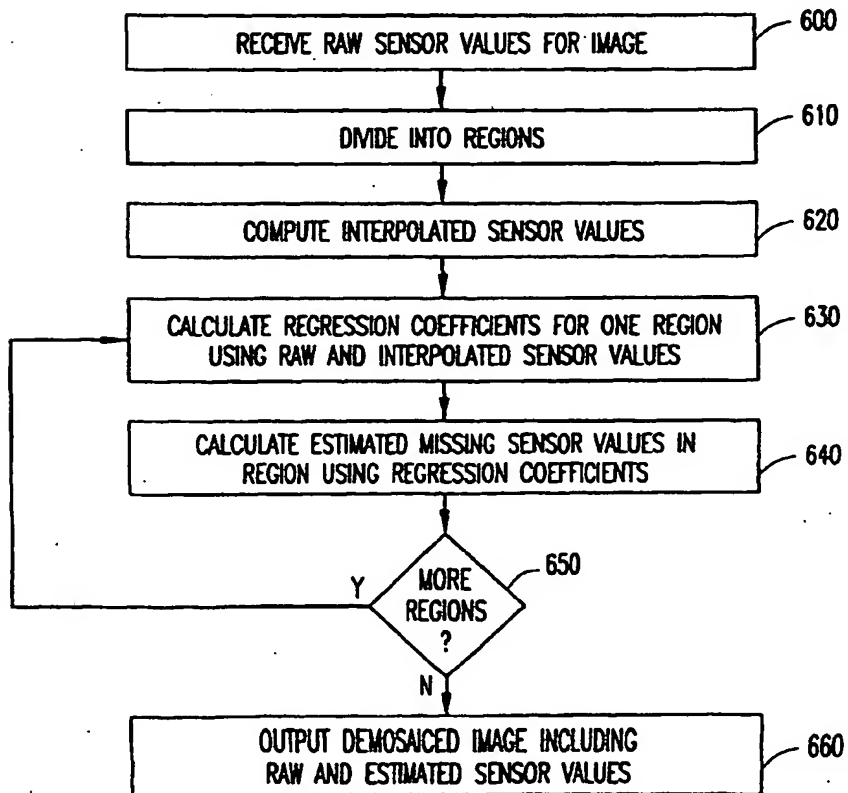 RECEIVE RAW SENSOR VALUES FOR IMAGE
600
DIVIDE INTO REGIONS
610
COMPUTE INTERPOLATED SENSOR VALUES
620
CALCULATE REGRESSION COEFFICIENTS FOR ONE REGION
USING RAW AND INTERPOLATED SENSOR VALUES
630
CALCULATE ESTIMATED MISSING SENSOR VALUES IN
REGION USING REGRESSION COEFFICIENTS
640
MORE
REGIONS
?
650
Y
N
OUTPUT DEMOSAICED IMAGE INCLUDING
RAW AND ESTIMATED SENSOR VALUES
660